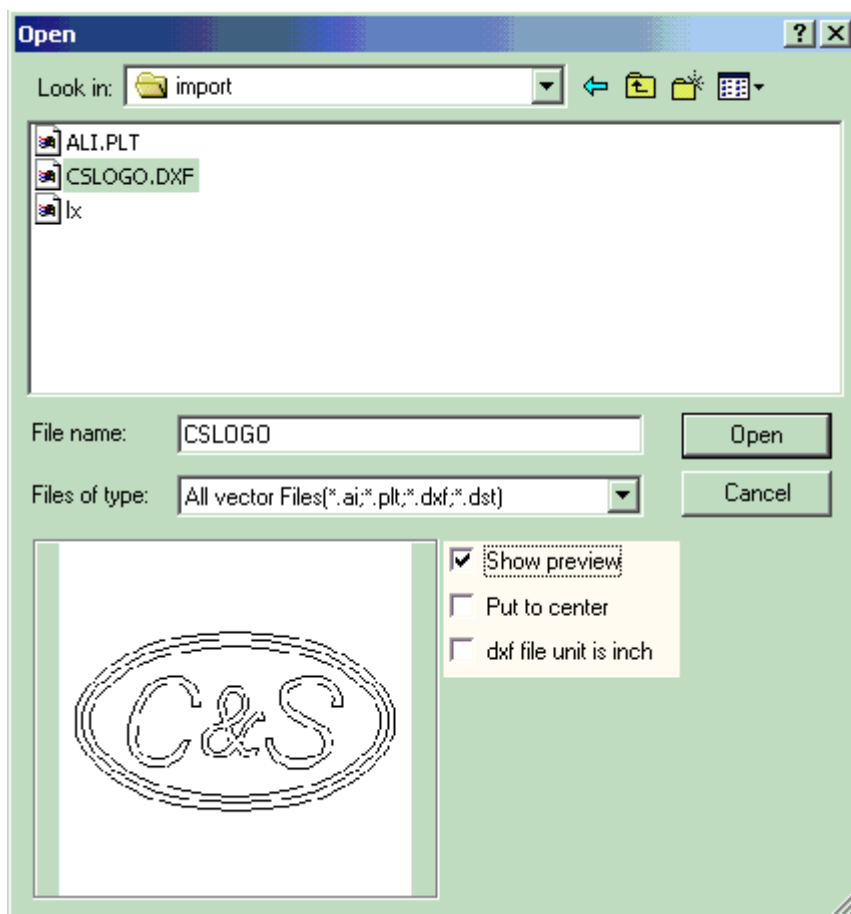 Open
Look in: import
ALI.PLT
CSLOGO.DXF
lx
File name: CSLOGO Open
Files of type: All vector Files(*.ai;*.plt;*.dxf;*.dst) Cancel
Show preview
Put to center
dxf file unit is inch
C&S